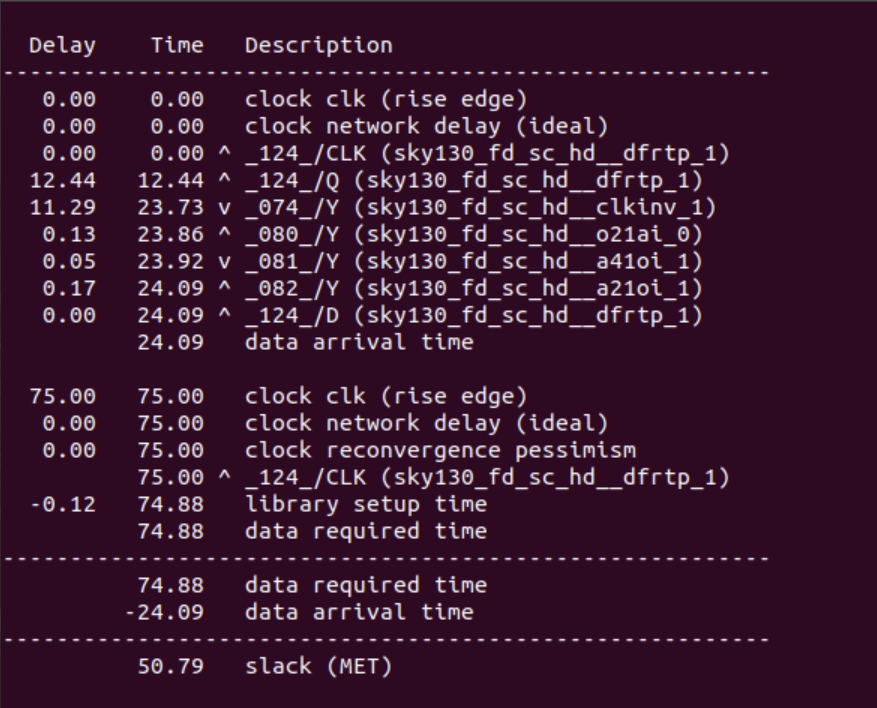 Delay Time Description
-----------------------------------------------------------
0.00 0.00 clock clk (rise edge)
0.00 0.00 clock network delay (ideal)
0.00 0.00 ^ _124_/CLK (sky130_fd_sc_hd__dfrtp_1)
12.44 12.44 ^ _124_/Q (sky130_fd_sc_hd__dfrtp_1)
11.29 23.73 v _074_/Y (sky130_fd_sc_hd__clkinv_1)
0.13 23.86 ^ _080_/Y (sky130_fd_sc_hd__o21ai_0)
0.05 23.92 v _081_/Y (sky130_fd_sc_hd__a41oi_1)
0.17 24.09 ^ _082_/Y (sky130_fd_sc_hd__a21oi_1)
0.00 24.09 ^ _124_/D (sky130_fd_sc_hd__dfrtp_1)
24.09 data arrival time
75.00 75.00 clock clk (rise edge)
0.00 75.00 clock network delay (ideal)
0.00 75.00 clock reconvergence pessimism
75.00 ^ _124_/CLK (sky130_fd_sc_hd__dfrtp_1)
-0.12 74.88 library setup time
74.88 data required time
-----------------------------------------------------------
74.88 data required time
-24.09 data arrival time
-----------------------------------------------------------
50.79 slack (MET)